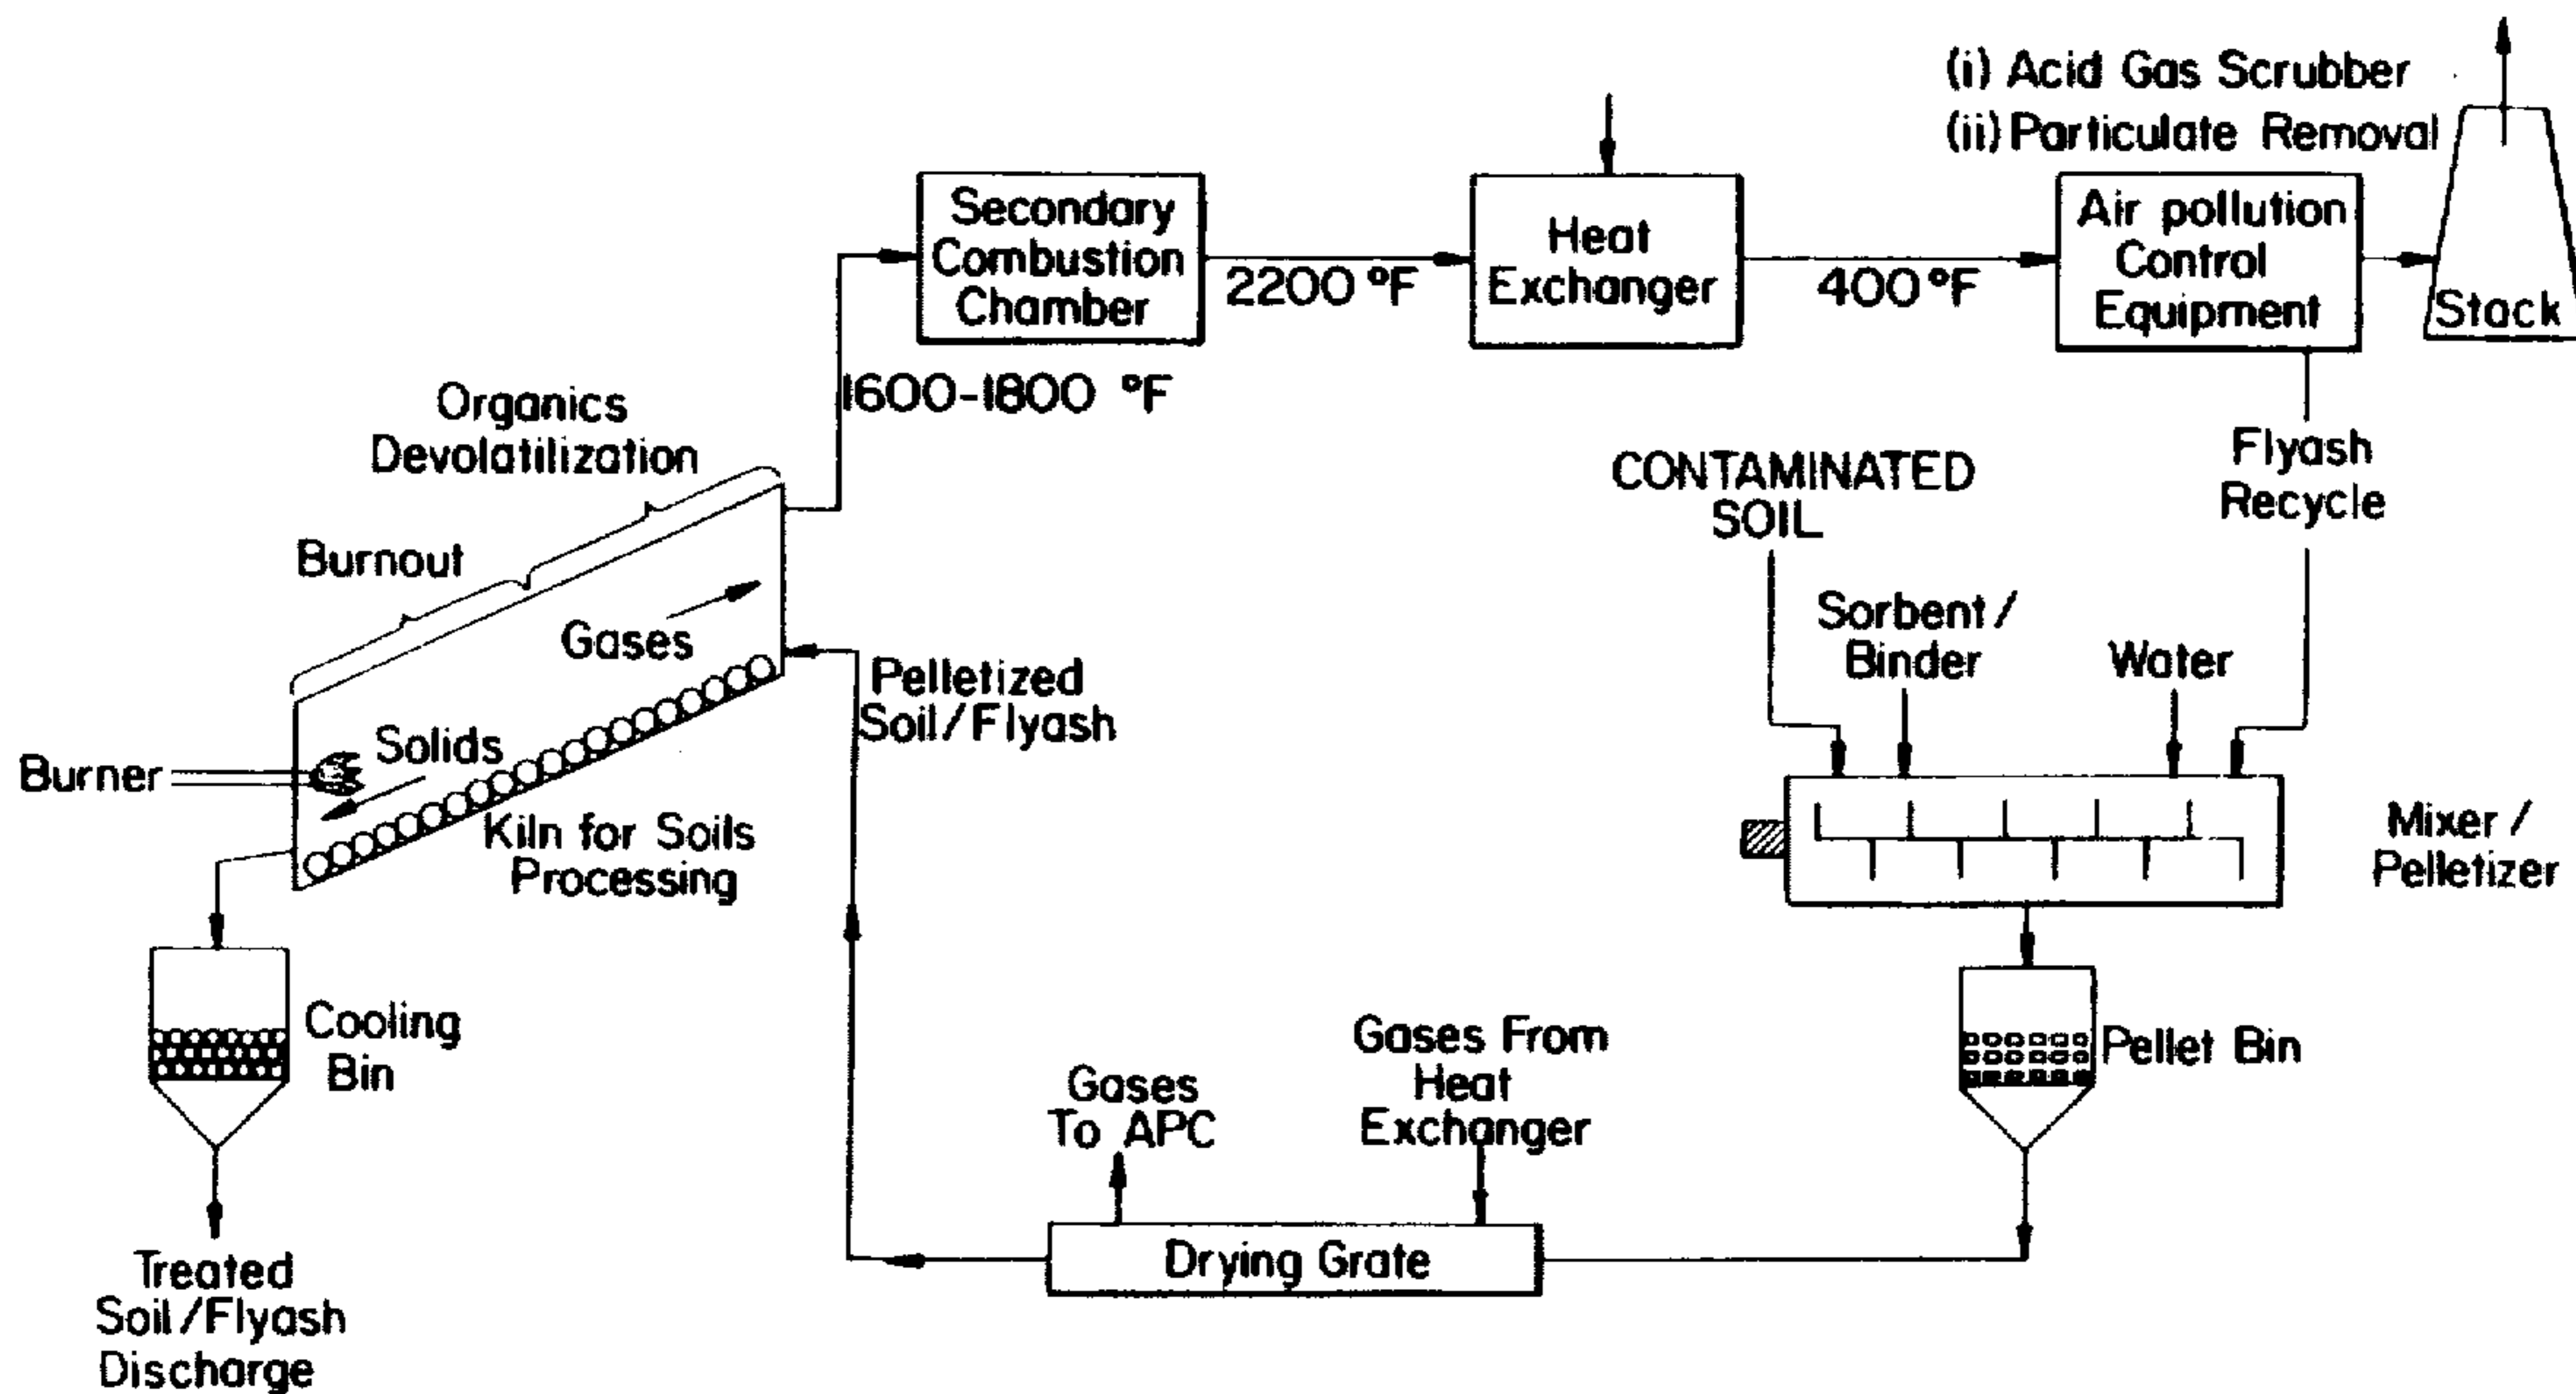 (i) Acid Gas Scrubber
(ii) Particulate Removal
Secondary
Combustion
Chamber
2200 °F
Heat
Exchanger
400 °F
Air pollution
Control
Equipment
Stack
1600-1800 °F
Organics
Devolatilization
Burnout
Gases
Solids
Burner
Kiln for Soils
Processing
Pelletized
Soil/Flyash
CONTAMINATED
SOIL
Sorbent/
Binder
Water
Flyash
Recycle
Mixer/
Pelletizer
Pellet Bin
Gases From
Heat
Exchanger
Gases
To APC
Drying Grate
Cooling
Bin
Treated
Soil/Flyash
Discharge